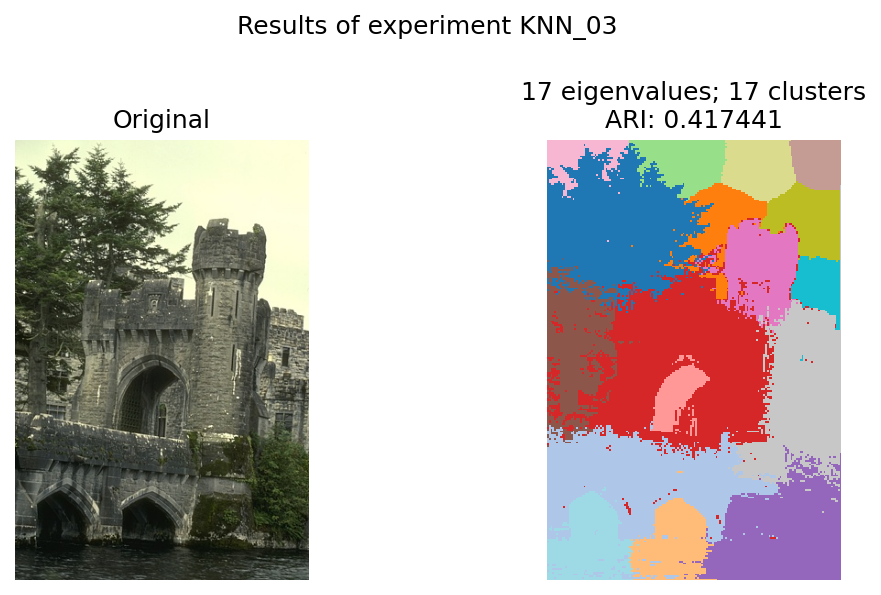 Results of experiment KNN_03
Original
17 eigenvalues; 17 clusters
ARI: 0.417441